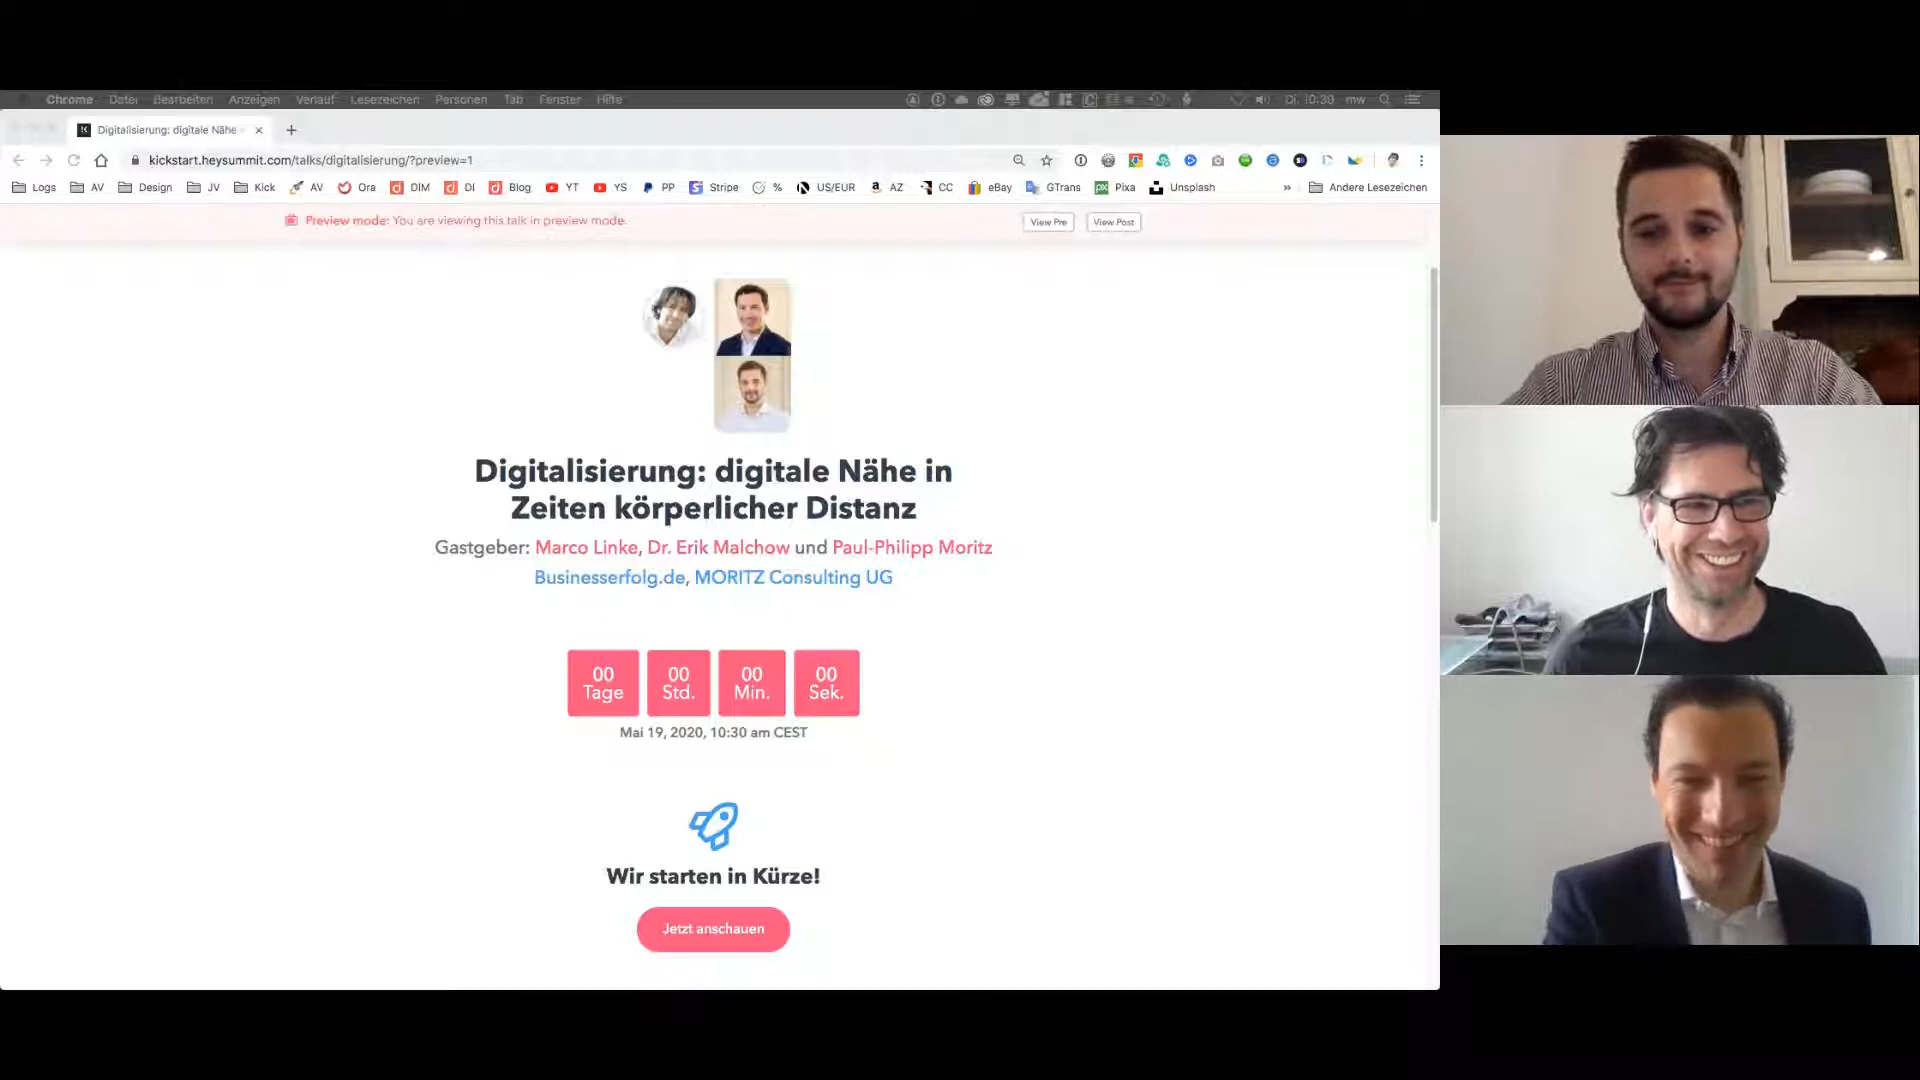 Chrome Datei Bearbeiten Anzeigen Verlauf Lesezeichen Personen Tab Fenster Hilfe Di. 10:30 mw
Digitalisierung: digitale Nähe
kickstart.heysummit.com/talks/digitalisierung/?preview=1
Logs AV Design JV Kick AV Ora DIM DI Blog YT YS PP Stripe % US/EUR AZ CC eBay GTrans Pixa Unsplash » Andere Lesezeichen
Preview mode: You are viewing this talk in preview mode. View Pre View Post
Digitalisierung: digitale Nähe in
Zeiten körperlicher Distanz
Gastgeber: Marco Linke, Dr. Erik Malchow und Paul-Philipp Moritz
Businesserfolg.de, MORITZ Consulting UG
00 00 00 00
Tage Std. Min. Sek.
Mai 19, 2020, 10:30 am CEST
Wir starten in Kürze!
Jetzt anschauen